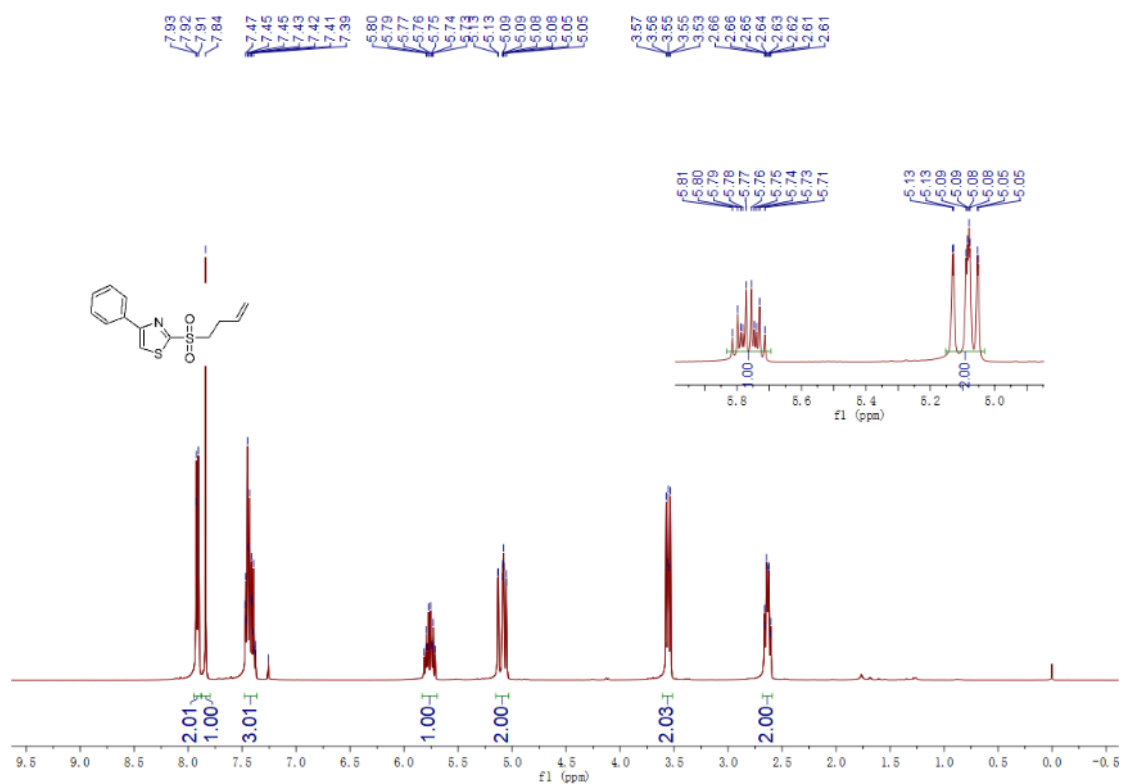 7.93 7.92 7.91 7.84 7.47 7.45 7.45 7.43 7.42 7.41 7.39 5.80 5.79 5.77 5.76 5.75 5.74 5.73 5.13 5.13 5.09 5.09 5.08 5.08 5.05 5.05 3.57 3.56 3.55 3.55 3.53 2.66 2.66 2.65 2.64 2.63 2.62 2.61 2.61
5.81 5.80 5.79 5.78 5.77 5.76 5.75 5.74 5.73 5.71 5.13 5.13 5.09 5.09 5.08 5.08 5.05 5.05
N
S
O
S
O
1.00 2.00
5.8 5.6 5.4 5.2 5.0
f1 (ppm)
2.01 1.00 3.01 1.00 2.00 2.03 2.00
9.5 9.0 8.5 8.0 7.5 7.0 6.5 6.0 5.5 5.0 4.5 4.0 3.5 3.0 2.5 2.0 1.5 1.0 0.5 0.0 -0.5
f1 (ppm)